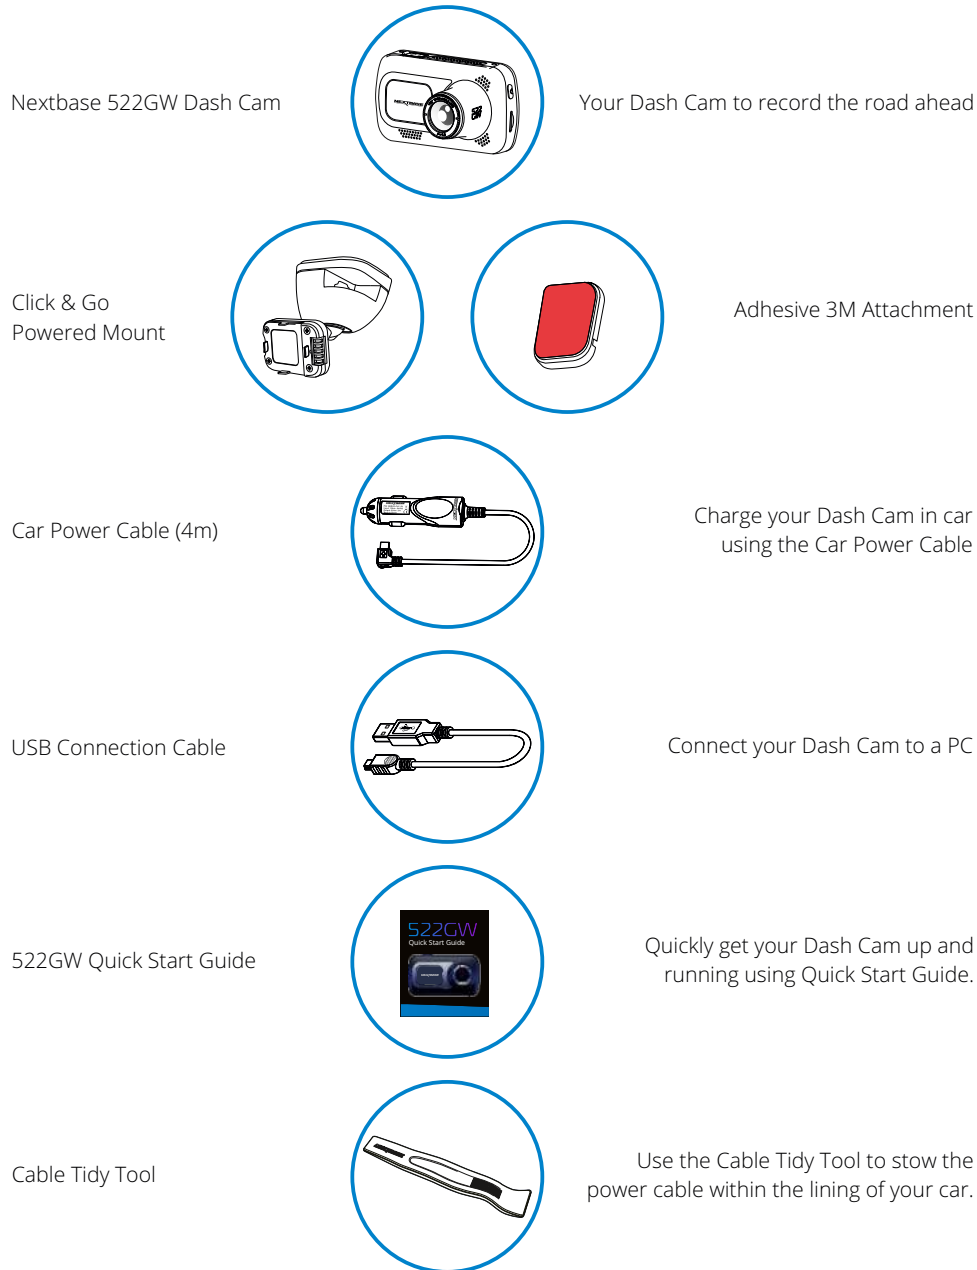 Nextbase 522GW Dash Cam
NEXTBASE
Your Dash Cam to record the road ahead
Click & Go
Powered Mount
Adhesive 3M Attachment
Car Power Cable (4m)
Charge your Dash Cam in car
using the Car Power Cable
USB Connection Cable
Connect your Dash Cam to a PC
522GW Quick Start Guide
522GW
Quick Start Guide
Quickly get your Dash Cam up and
running using Quick Start Guide.
Cable Tidy Tool
Use the Cable Tidy Tool to stow the
power cable within the lining of your car.